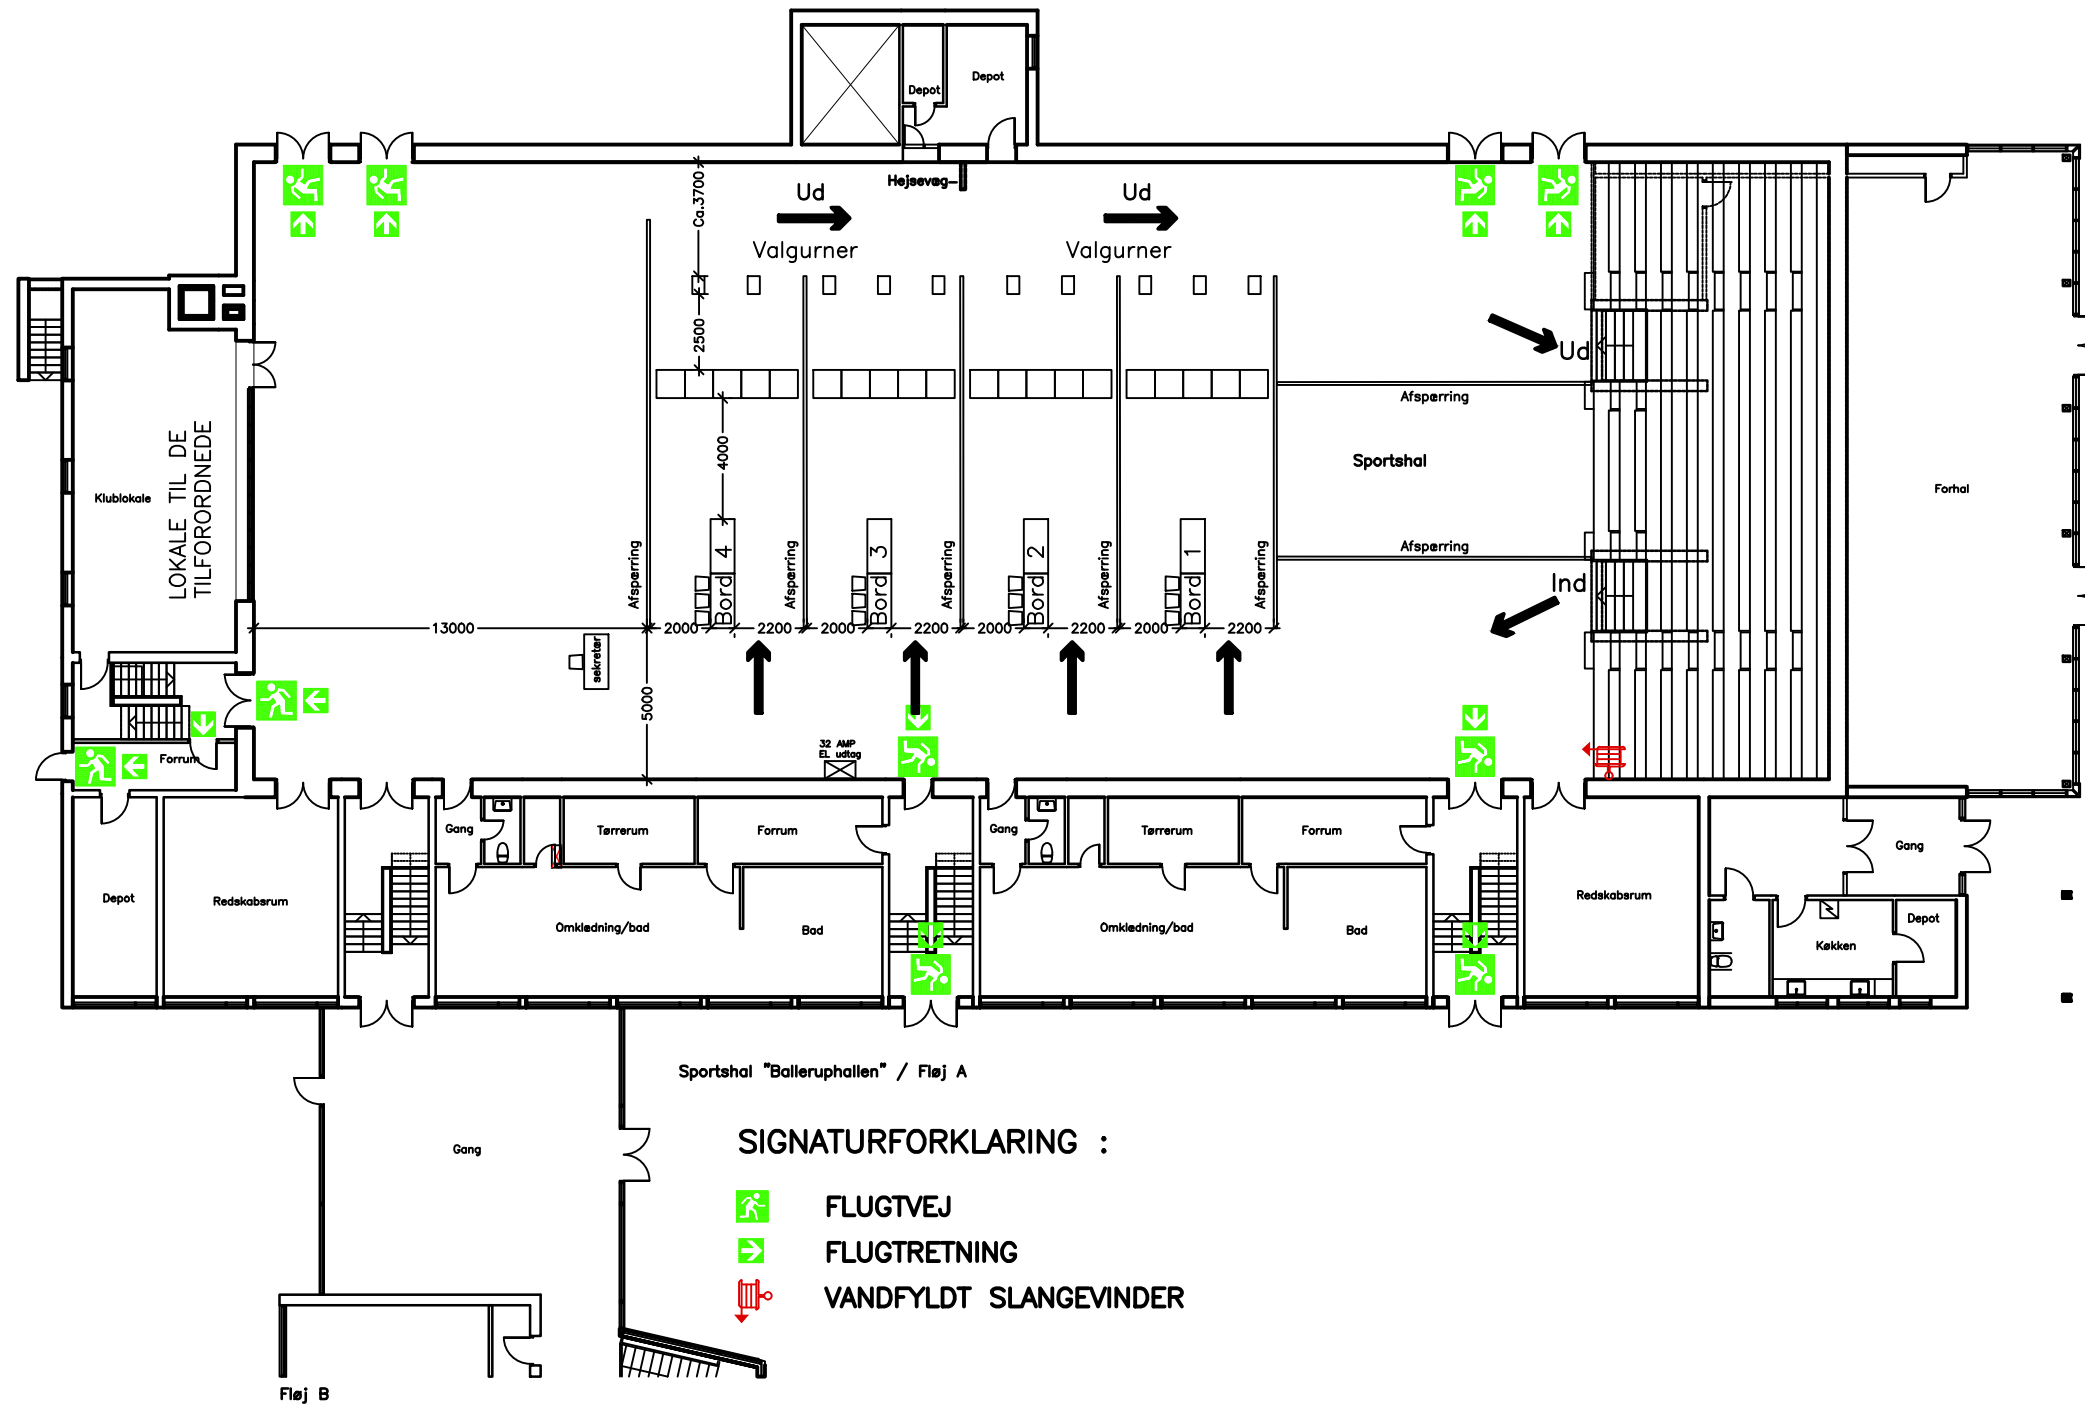 Depot
Depot
Hejsevæg
Ca.3700
Ud
Ud
Valgurner
Valgurner
2500
Ud
Afspærring
4000
Sportshal
Klublokale
LOKALE TIL DE
TILFORORDNEDE
Forhal
Afspærring
Afspærring
Afspærring
Afspærring
Afspærring
Afspærring
Bord 4
Bord 3
Bord 2
Bord 1
Ind
13000
2000
2200
2000
2200
2000
2200
2000
2200
sekretær
5000
32 AMP
EL udtag
Forrum
Gang
Tørrerum
Forrum
Gang
Tørrerum
Forrum
Gang
Depot
Redskabsrum
Omklædning/bad
Bad
Omklædning/bad
Bad
Redskabsrum
Køkken
Depot
Sportshal "Balleruphallen" / Fløj A
Gang
SIGNATURFORKLARING :
FLUGTVEJ
FLUGTRETNING
VANDFYLDT SLANGEVINDER
Fløj B